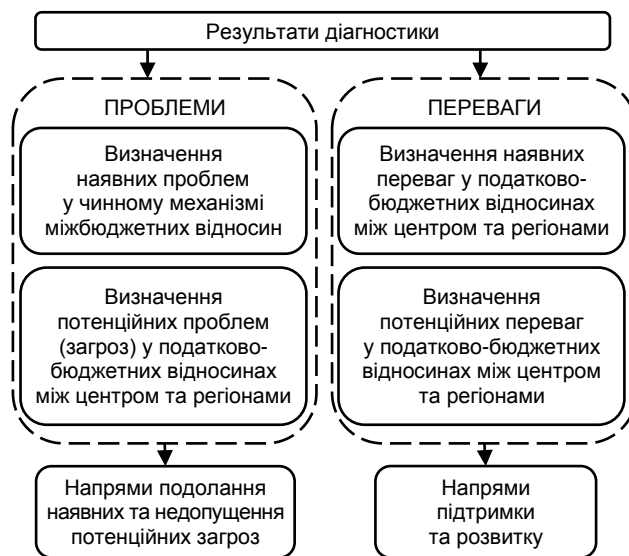 Результати діагностики
ПРОБЛЕМИ
Визначення
наявних проблем
у чинному механізмі
міжбюджетних відносин
Визначення
потенційних проблем
(загроз) у податково-
бюджетних відносинах
між центром та регіонами
Напрями подолання
наявних та недопущення
потенційних загроз
ПЕРЕВАГИ
Визначення наявних
переваг у податково-
бюджетних відносинах
між центром та регіонами
Визначення
потенційних переваг
у податково-бюджетних
відносинах між центром
та регіонами
Напрями
підтримки
та розвитку